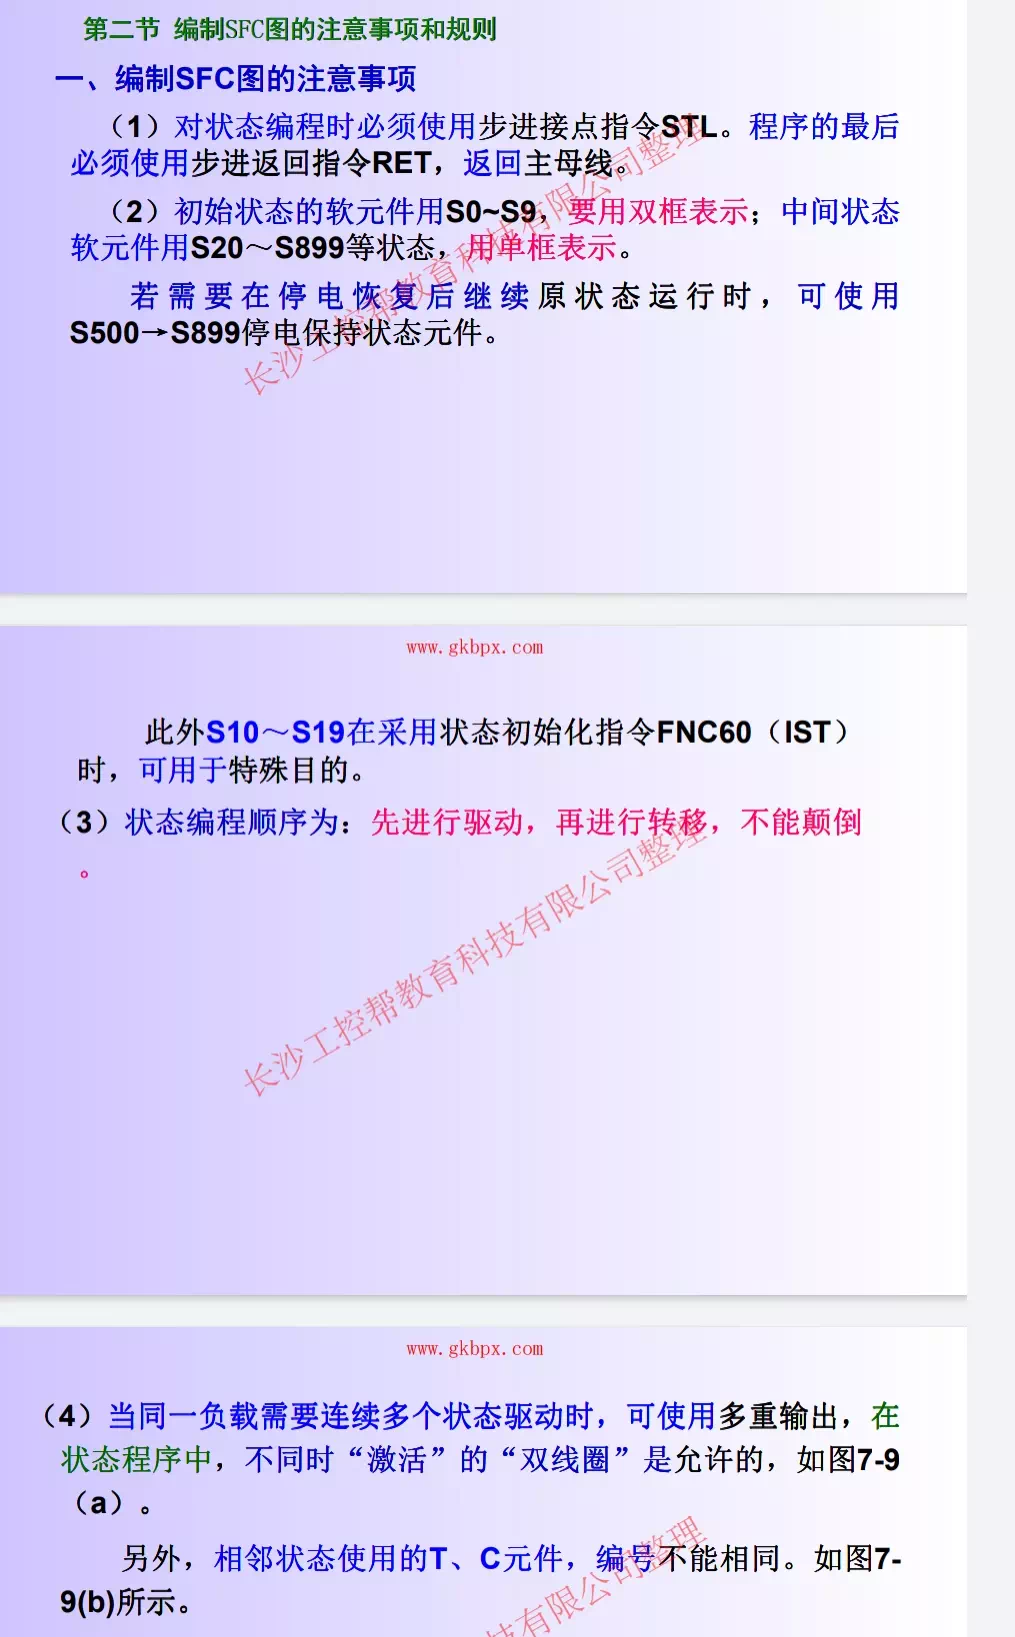 第二节 编制SFC图的注意事项和规则
一、编制SFC图的注意事项
（1）对状态编程时必须使用步进接点指令STL。程序的最后
必须使用步进返回指令RET，返回主母线。
（2）初始状态的软元件用S0~S9，要用双框表示；中间状态
软元件用S20～S899等状态，用单框表示。
若需要在停电恢复后继续原状态运行时，可使用
S500→S899停电保持状态元件。
长沙工控帮教育科技有限公司整理
www.gkbpx.com
此外S10～S19在采用状态初始化指令FNC60（IST）
时，可用于特殊目的。
（3）状态编程顺序为：先进行驱动，再进行转移，不能颠倒
。
长沙工控帮教育科技有限公司整理
www.gkbpx.com
（4）当同一负载需要连续多个状态驱动时，可使用多重输出，在
状态程序中，不同时“激活”的“双线圈”是允许的，如图7-9
（a）。
另外，相邻状态使用的T、C元件，编号不能相同。如图7-
9(b)所示。
技有限公司整理